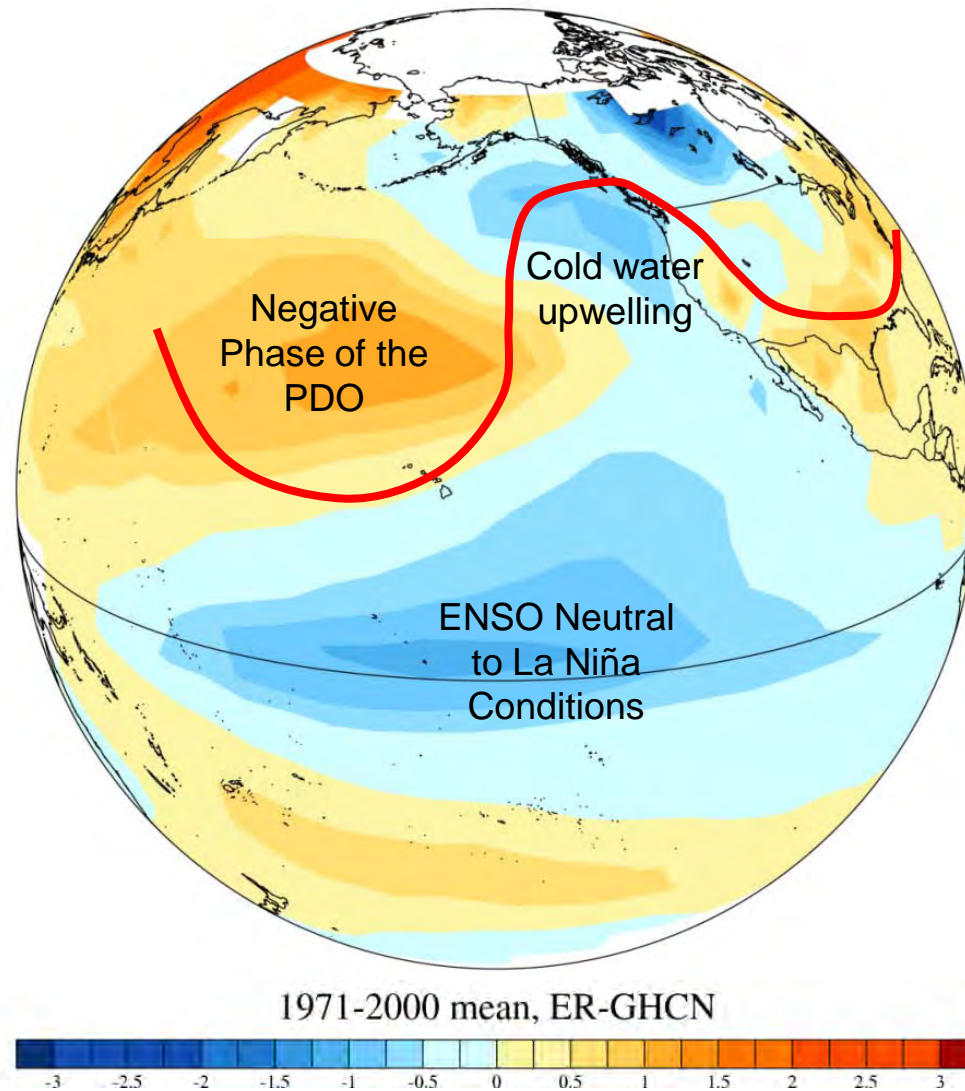 Cold water
upwelling
Negative
Phase of the
PDO
ENSO Neutral
to La Niña
Conditions
1971-2000 mean, ER-GHCN
-3 -2.5 -2 -1.5 -1 -0.5 0 0.5 1 1.5 2 2.5 3